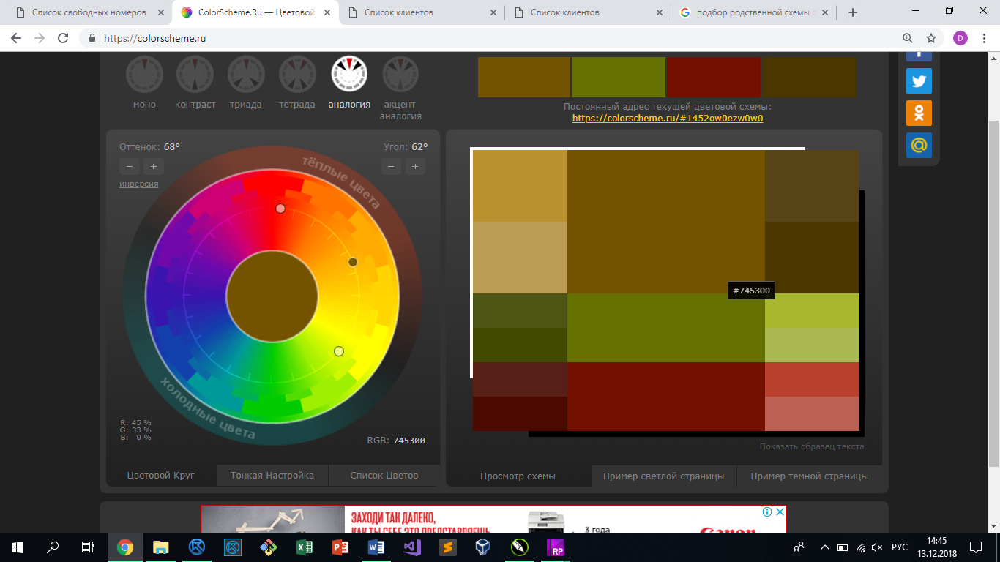 Список свободных номеров
ColorScheme.Ru — Цветовой
Список клиентов
Список клиентов
подбор родственной схемы
https://colorscheme.ru
D
моно
контраст
триада
тетрада
аналогия
акцент
аналогия
Постоянный адрес текущей цветовой схемы:
https://colorscheme.ru/#1452ow0ezw0w0
Оттенок: 68°
Угол: 62°
− +
− +
инверсия
тёплые цвета
холодные цвета
R: 45 %
G: 33 %
B: 0 %
RGB: 745300
Цветовой Круг
Тонкая Настройка
Список Цветов
#745300
Показать образец текста
Просмотр схемы
Пример светлой страницы
Пример темной страницы
ЗАХОДИ ТАК ДАЛЕКО,
КАК ТЫ СЕБЕ ЭТО ПРЕДСТАВЛЯЕШЬ
3 года
Canon
RP
РУС
14:45
13.12.2018